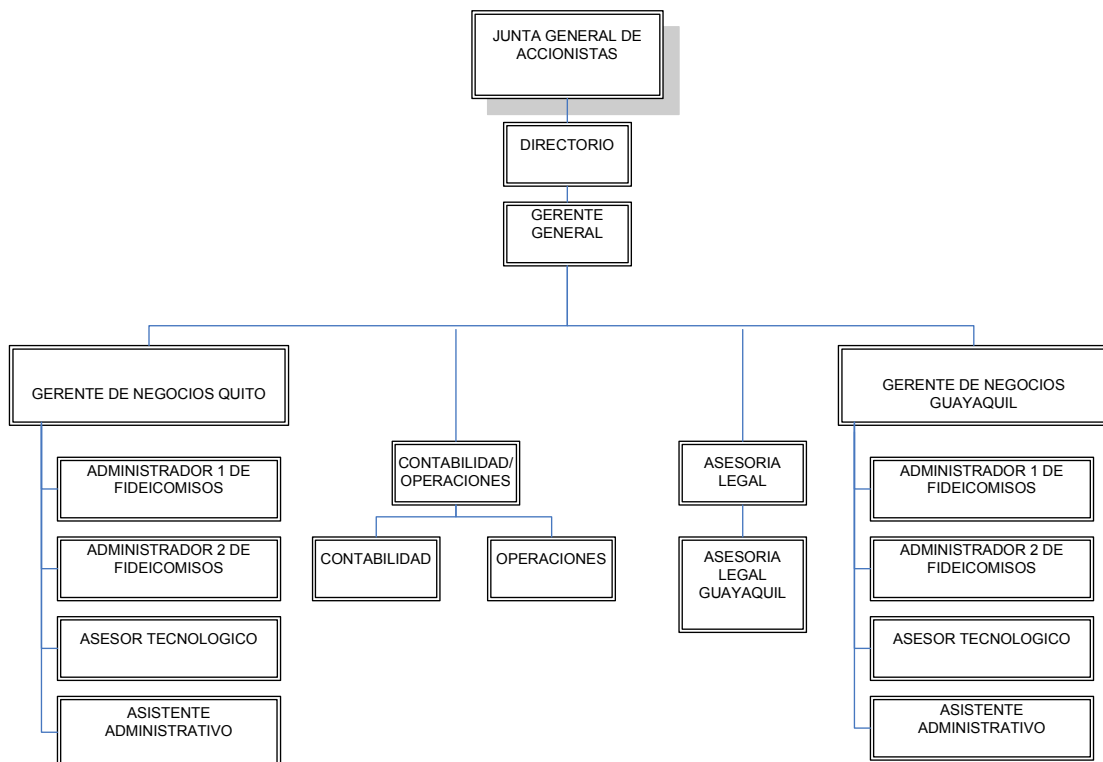 JUNTA GENERAL DE
ACCIONISTAS
DIRECTORIO
GERENTE
GENERAL
GERENTE DE NEGOCIOS QUITO
ADMINISTRADOR 1 DE
FIDEICOMISOS
ADMINISTRADOR 2 DE
FIDEICOMISOS
ASESOR TECNOLOGICO
ASISTENTE
ADMINISTRATIVO
CONTABILIDAD/
OPERACIONES
CONTABILIDAD
OPERACIONES
ASESORIA
LEGAL
ASESORIA
LEGAL
GUAYAQUIL
GERENTE DE NEGOCIOS
GUAYAQUIL
ADMINISTRADOR 1 DE
FIDEICOMISOS
ADMINISTRADOR 2 DE
FIDEICOMISOS
ASESOR TECNOLOGICO
ASISTENTE
ADMINISTRATIVO